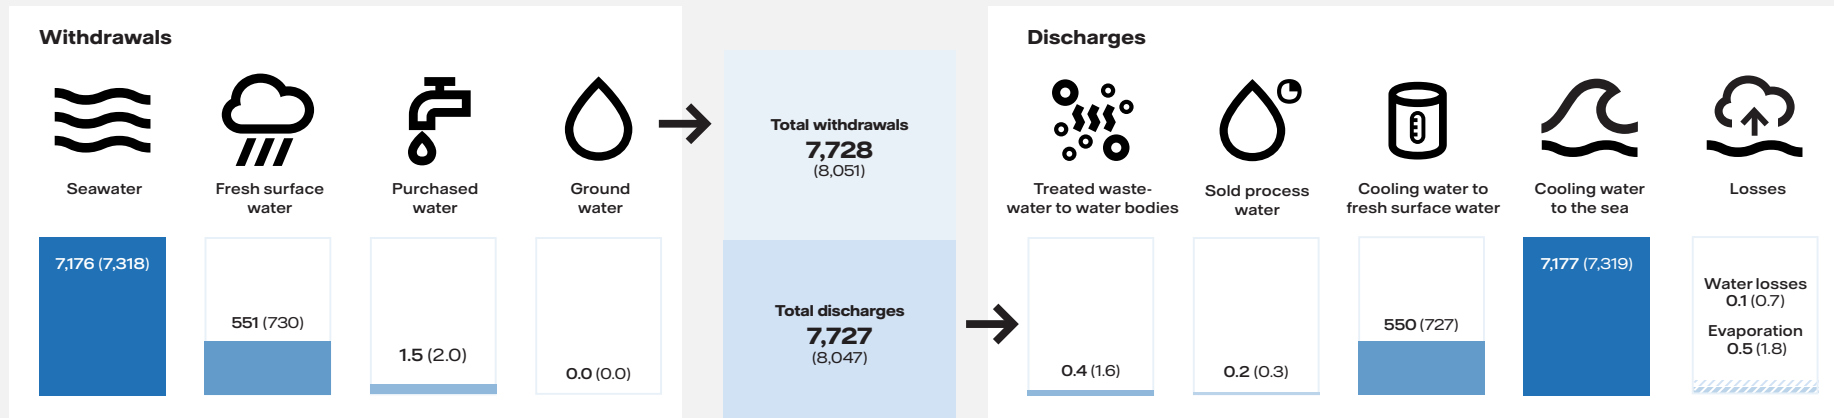 Withdrawals
Seawater
Fresh surface
water
Purchased
water
Ground
water
7,176 (7,318)
551 (730)
1.5 (2.0)
0.0 (0.0)
Total withdrawals
7,728
(8,051)
Total discharges
7,727
(8,047)
Discharges
Treated waste-
water to water bodies
Sold process
water
Cooling water to
fresh surface water
Cooling water
to the sea
Losses
0.4 (1.6)
0.2 (0.3)
550 (727)
7,177 (7,319)
Water losses
0.1 (0.7)
Evaporation
0.5 (1.8)